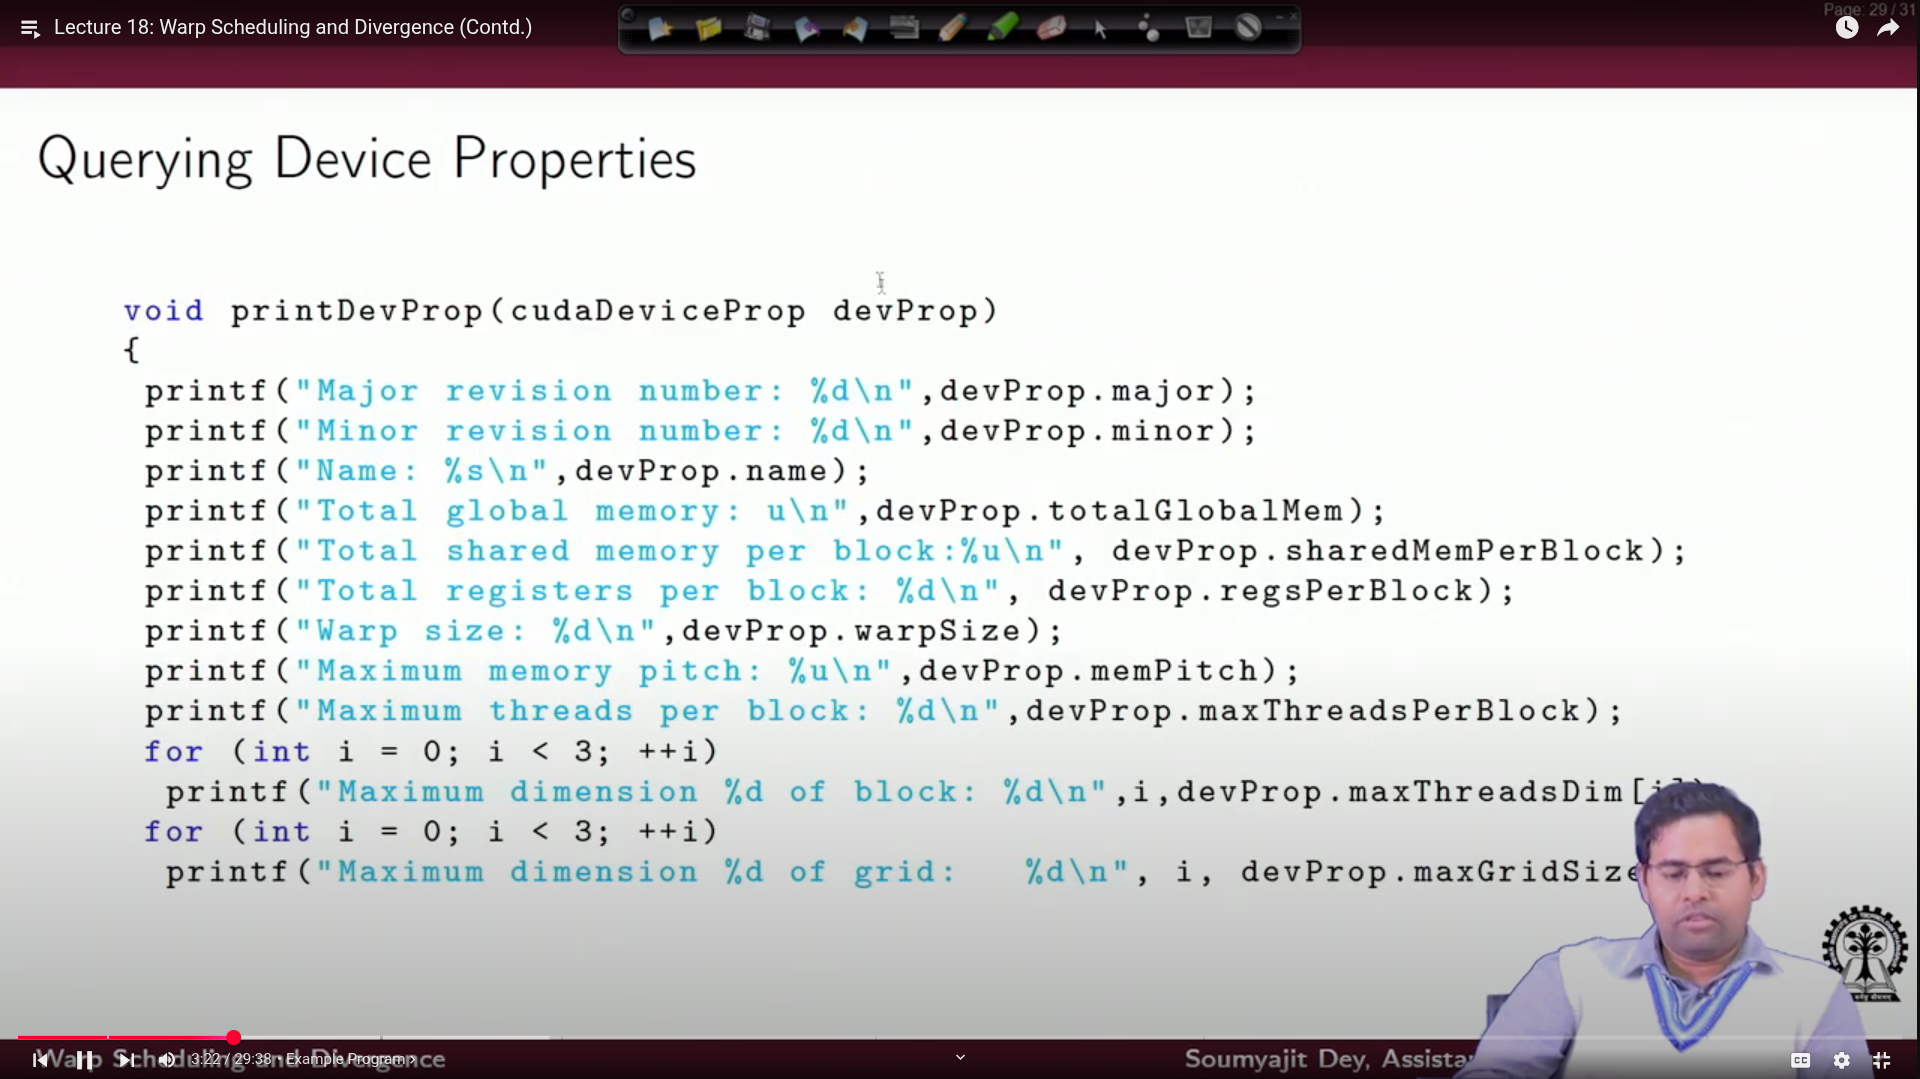 Page: 29 / 31
Lecture 18: Warp Scheduling and Divergence (Contd.)
Querying Device Properties
void printDevProp(cudaDeviceProp devProp)
{
printf("Major revision number: %d\n",devProp.major);
printf("Minor revision number: %d\n",devProp.minor);
printf("Name: %s\n",devProp.name);
printf("Total global memory: u\n",devProp.totalGlobalMem);
printf("Total shared memory per block:%u\n", devProp.sharedMemPerBlock);
printf("Total registers per block: %d\n", devProp.regsPerBlock);
printf("Warp size: %d\n",devProp.warpSize);
printf("Maximum memory pitch: %u\n",devProp.memPitch);
printf("Maximum threads per block: %d\n",devProp.maxThreadsPerBlock);
for (int i = 0; i < 3; ++i)
printf("Maximum dimension %d of block: %d\n",i,devProp.maxThreadsDim[
for (int i = 0; i < 3; ++i)
printf("Maximum dimension %d of grid: %d\n", i, devProp.maxGridSize
3:22 / 29:38 • Example Program >
Warp Scheduling and Divergence
Soumyajit Dey, Assista
CC